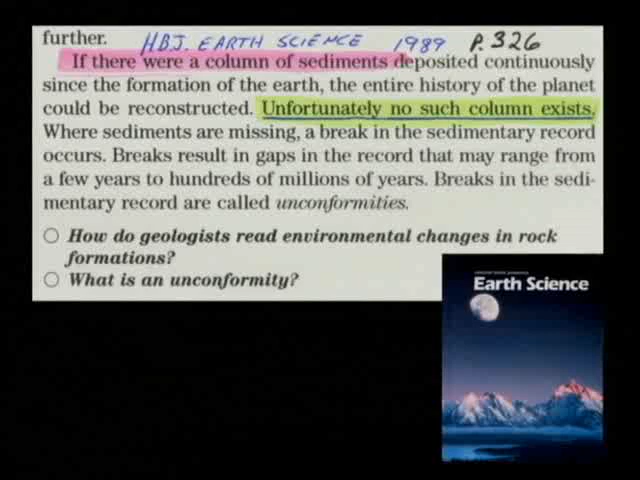 further. HBJ. EARTH SCIENCE 1989 P.326
If there were a column of sediments deposited continuously
since the formation of the earth, the entire history of the planet
could be reconstructed. Unfortunately no such column exists.
Where sediments are missing, a break in the sedimentary record
occurs. Breaks result in gaps in the record that may range from
a few years to hundreds of millions of years. Breaks in the sedi-
mentary record are called unconformities.
How do geologists read environmental changes in rock
formations?
What is an unconformity?
Earth Science